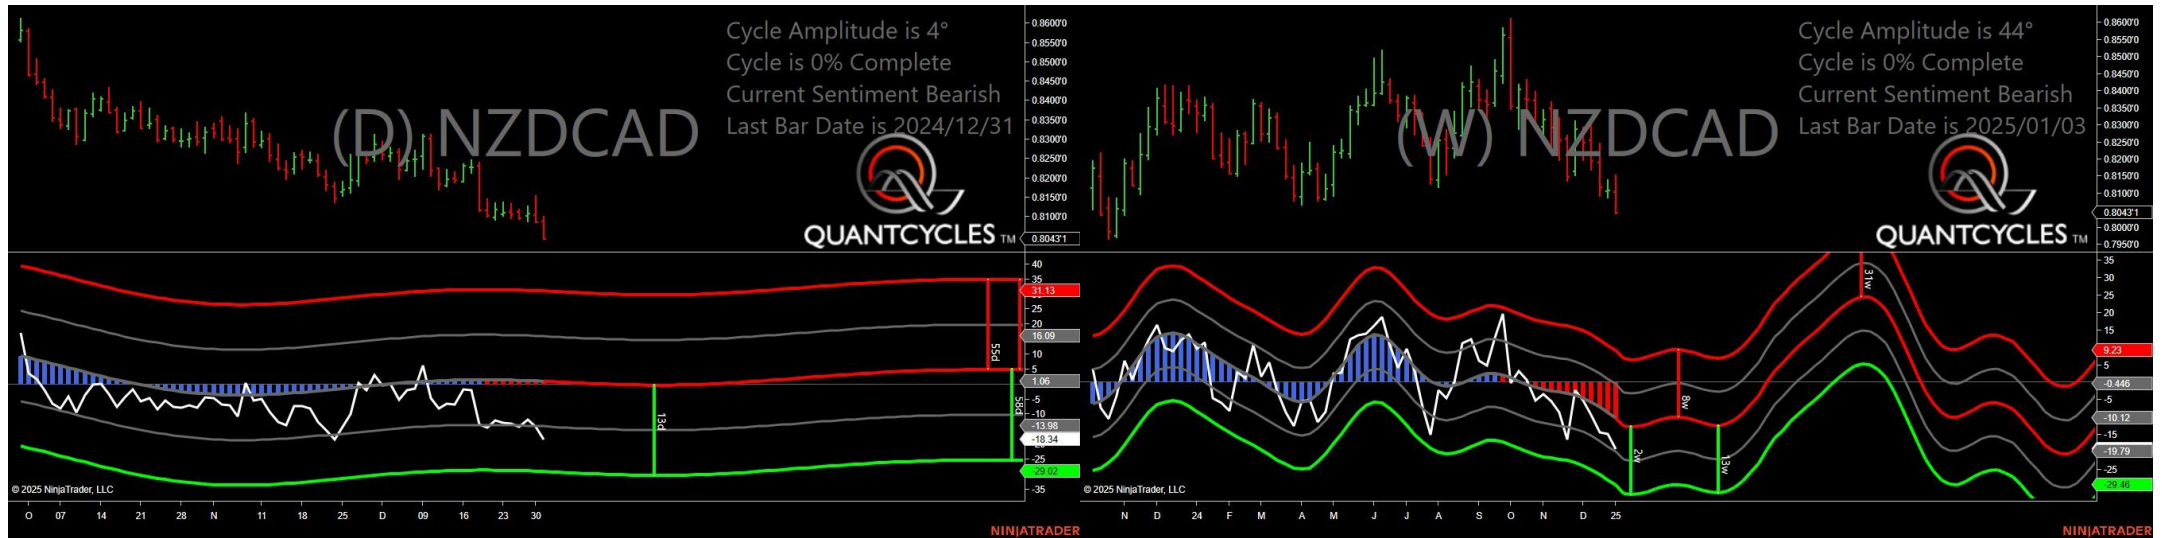 Cycle Amplitude is 4°
Cycle is 0% Complete
Current Sentiment Bearish
Last Bar Date is 2024/12/31
(D) NZDCAD
QUANTCYCLES TM
0.8600'0
0.8550'0
0.8500'0
0.8450'0
0.8400'0
0.8350'0
0.8300'0
0.8250'0
0.8200'0
0.8150'0
0.8100'0
0.8043'1
40
35
31.13
25
20
16.09
10
5
1.06
-5
-10
-13.98
-18.34
-25
-29.02
-35
55d
58d
13d
© 2025 NinjaTrader, LLC
O 07 14 21 28 N 11 18 25 D 09 16 23 30
NINJATRADER
Cycle Amplitude is 44°
Cycle is 0% Complete
Current Sentiment Bearish
Last Bar Date is 2025/01/03
(W) NZDCAD
QUANTCYCLES TM
0.8600'0
0.8550'0
0.8500'0
0.8450'0
0.8400'0
0.8350'0
0.8300'0
0.8250'0
0.8200'0
0.8150'0
0.8100'0
0.8043'1
0.8000'0
0.7950'0
35
30
25
20
15
9.23
5
-0.446
-5
-10.12
-15
-19.79
-25
-29.46
31w
8w
2w
13w
© 2025 NinjaTrader, LLC
N D 24 F M A M J J A S O N D 25
NINJATRADER